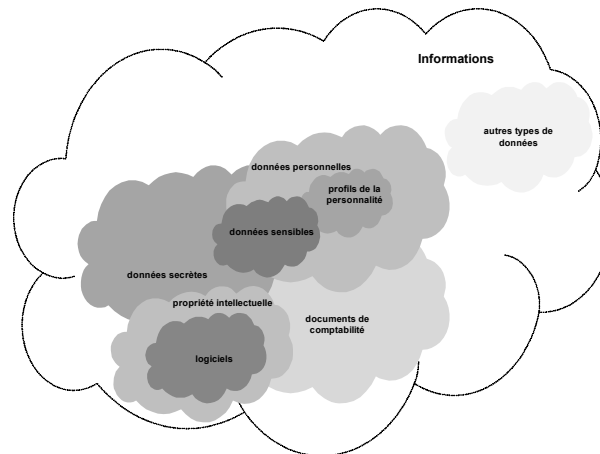 Informations
autres types de
données
données personnelles
profils de la
personnalité
données sensibles
données secrètes
propriété intellectuelle
documents de
comptabilité
logiciels